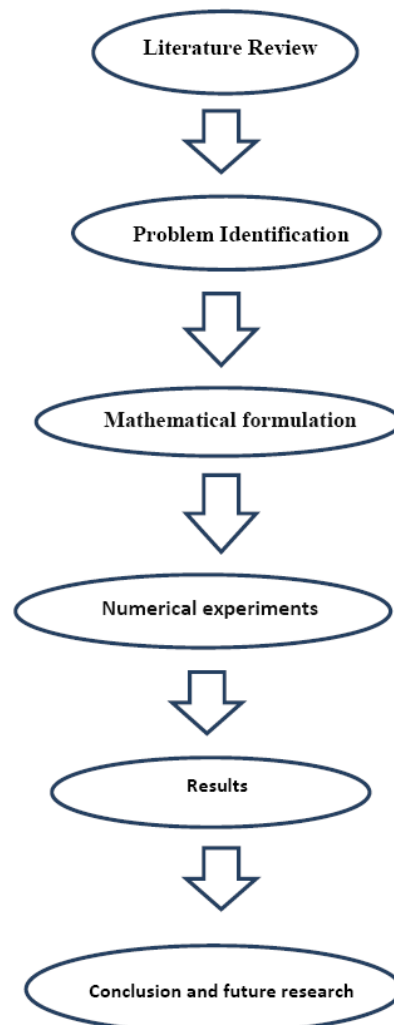 Literature Review
Problem Identification
Mathematical formulation
Numerical experiments
Results
Conclusion and future research